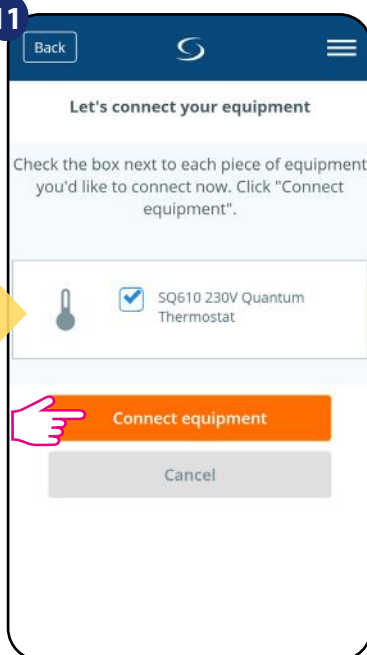 11
Back
Let's connect your equipment
Check the box next to each piece of equipment
you'd like to connect now. Click "Connect
equipment".
SQ610 230V Quantum
Thermostat
Connect equipment
Cancel